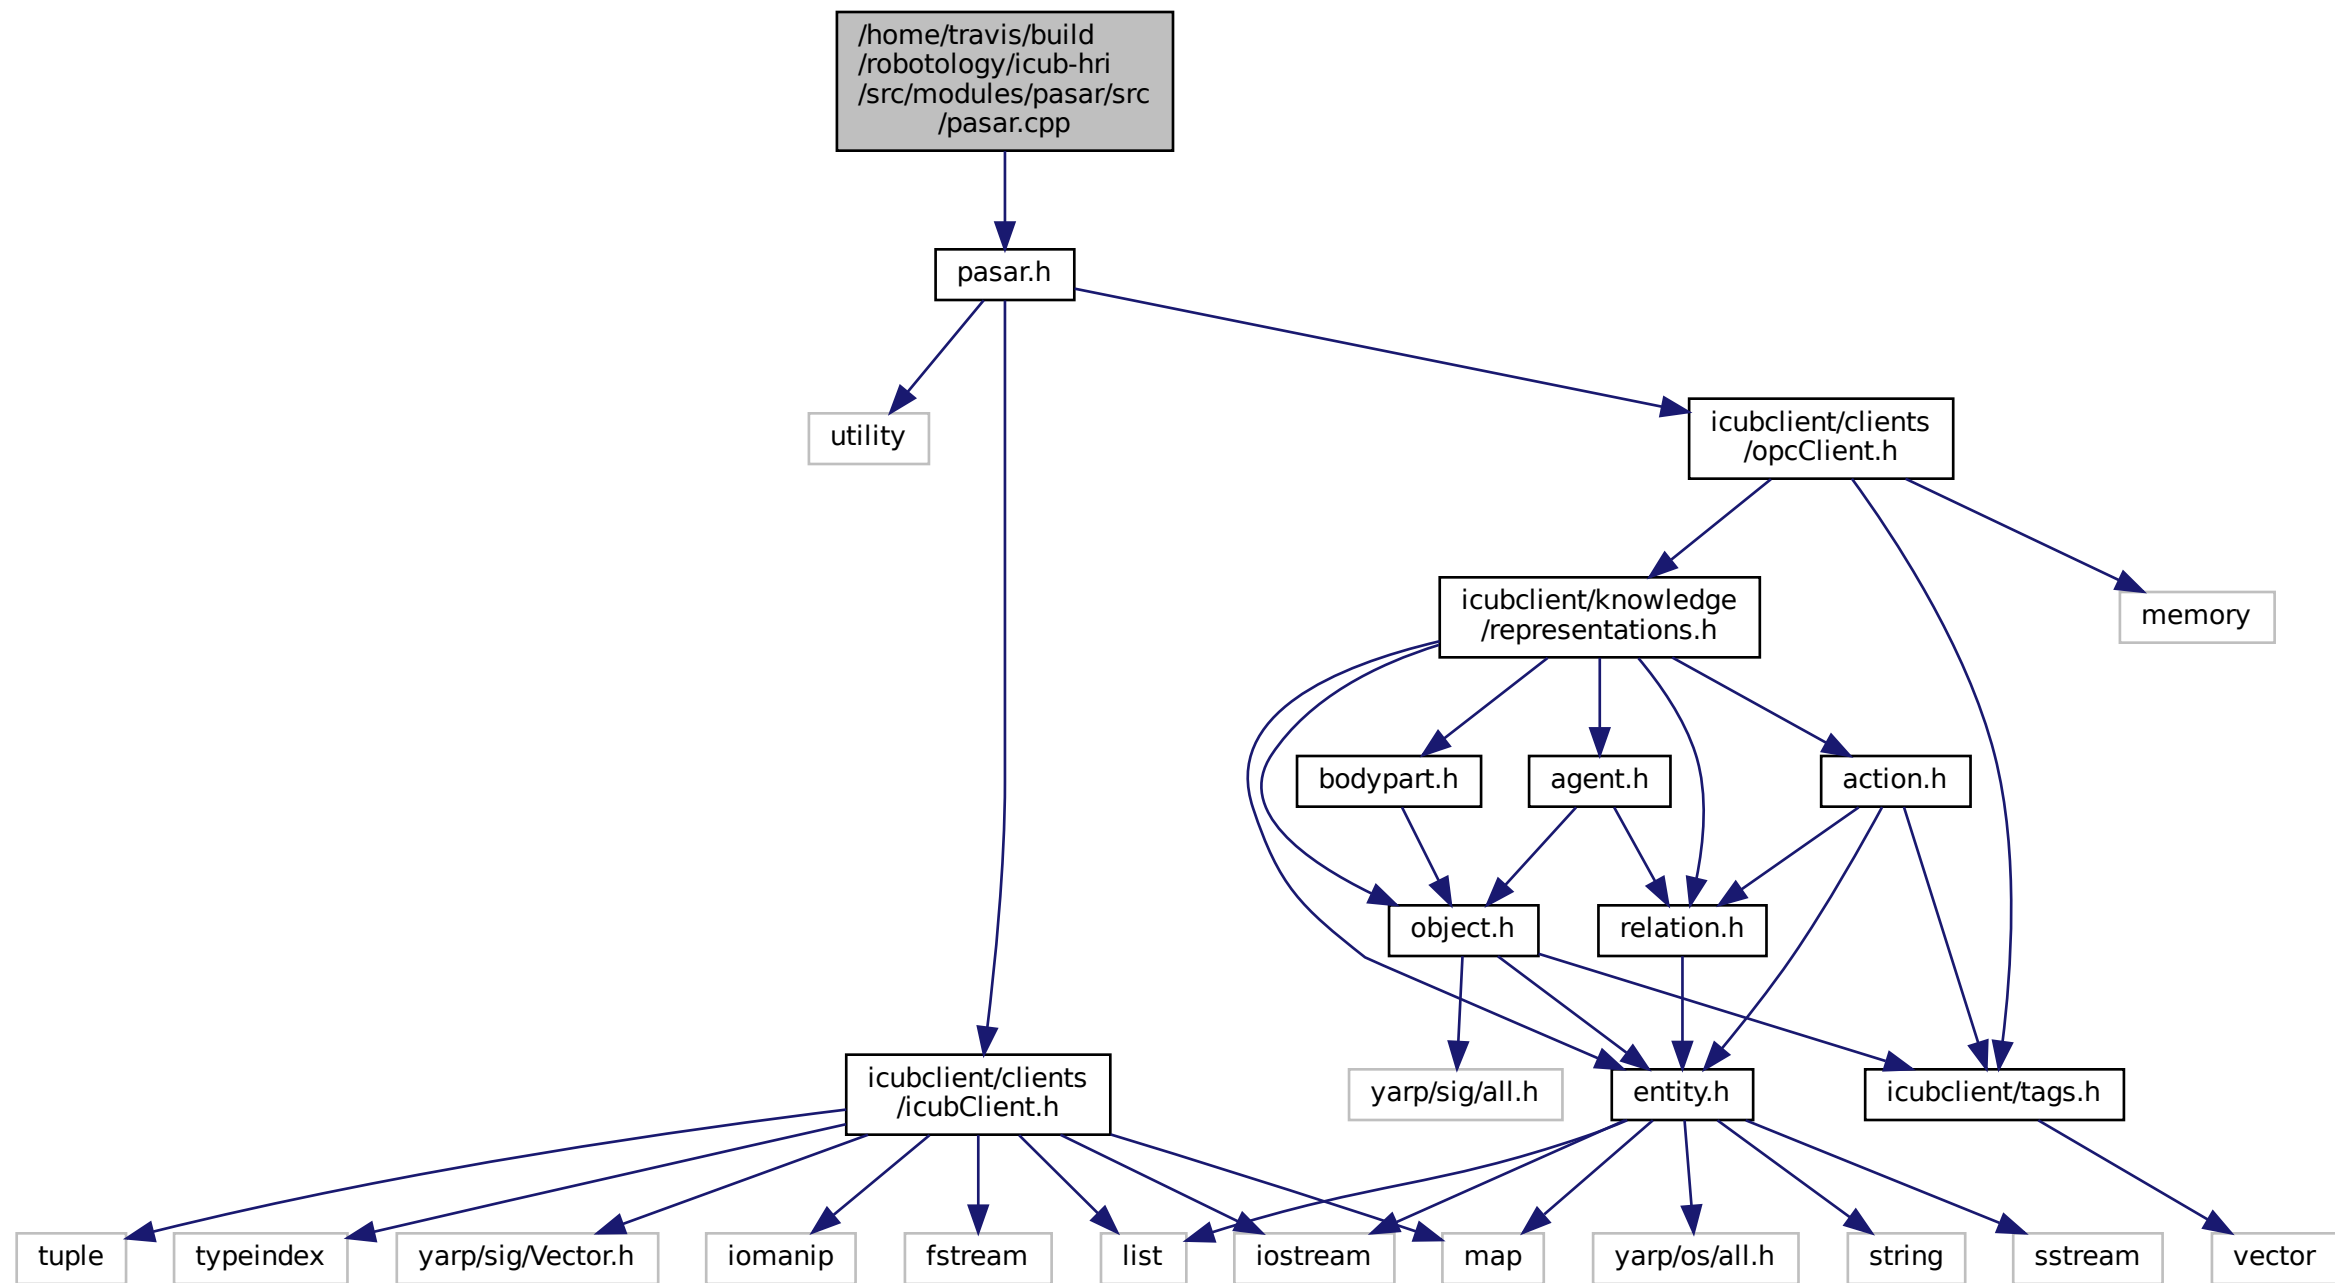 /home/travis/build
/robotology/icub-hri
/src/modules/pasar/src
/pasar.cpp
pasar.h
utility
icubclient/clients
/opcClient.h
icubclient/knowledge
/representations.h
memory
bodypart.h
agent.h
action.h
object.h
relation.h
icubclient/clients
/icubClient.h
yarp/sig/all.h
entity.h
icubclient/tags.h
tuple
typeindex
yarp/sig/Vector.h
iomanip
fstream
list
iostream
map
yarp/os/all.h
string
sstream
vector